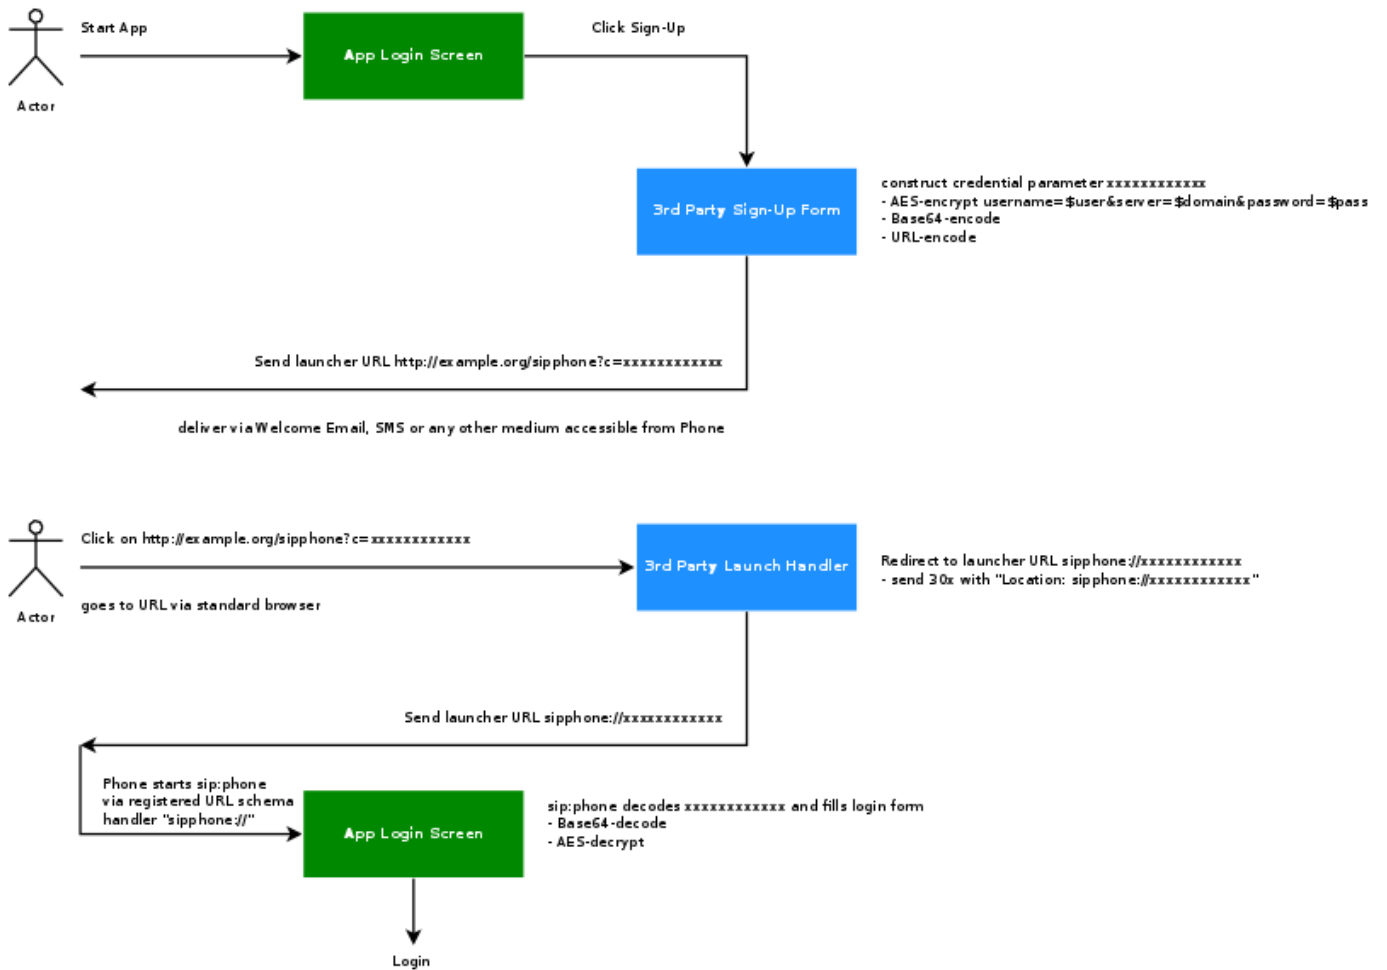 Start App
Click Sign-Up
App Login Screen
Actor
3rd Party Sign-Up Form
construct credential parameter xxxxxxxxxxxx
- AES-encrypt username=$user&server=$domain&password=$pass
- Base64-encode
- URL-encode
Send launcher URL http://example.org/sipphone?c=xxxxxxxxxxxx
deliver via Welcome Email, SMS or any other medium accessible from Phone
Click on http://example.org/sipphone?c=xxxxxxxxxxxx
goes to URL via standard browser
Actor
3rd Party Launch Handler
Redirect to launcher URL sipphone://xxxxxxxxxxxx
- send 30x with "Location: sipphone://xxxxxxxxxxxx"
Send launcher URL sipphone://xxxxxxxxxxxx
Phone starts sip:phone
via registered URL schema
handler "sipphone://"
App Login Screen
sip:phone decodes xxxxxxxxxxxx and fills login form
- Base64-decode
- AES-decrypt
Login